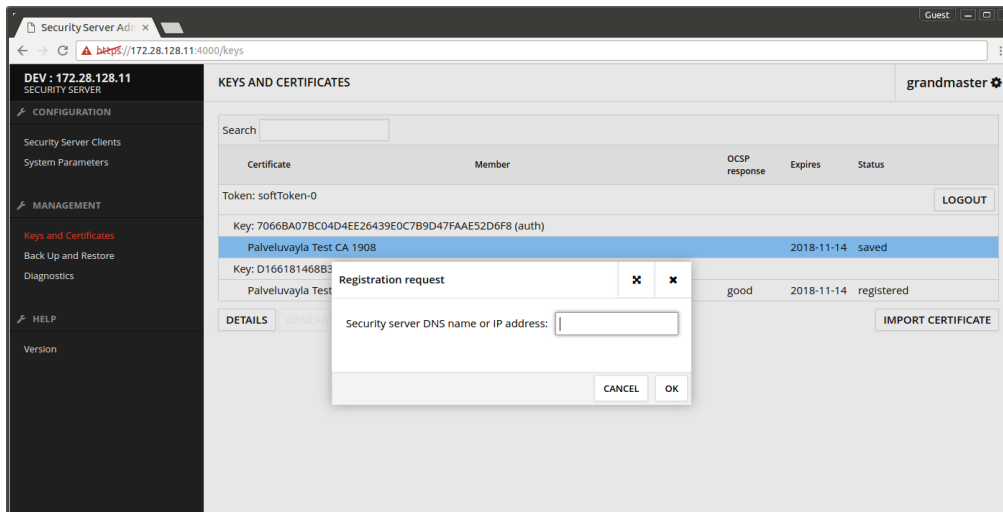 Security Server Adm
Guest
https://172.28.128.11:4000/keys
DEV : 172.28.128.11
SECURITY SERVER
KEYS AND CERTIFICATES
grandmaster
CONFIGURATION
Security Server Clients
System Parameters
MANAGEMENT
Keys and Certificates
Back Up and Restore
Diagnostics
HELP
Version
Search
Certificate Member OCSP response Expires Status
Token: softToken-0
LOGOUT
Key: 7066BA07BC04D4EE26439E0C7B9D47FAAE52D6F8 (auth)
Palveluvayla Test CA 1908 2018-11-14 saved
Key: D166181468B3
Palveluvayla Test good 2018-11-14 registered
DETAILS GENERA IMPORT CERTIFICATE
Registration request
Security server DNS name or IP address:
CANCEL OK